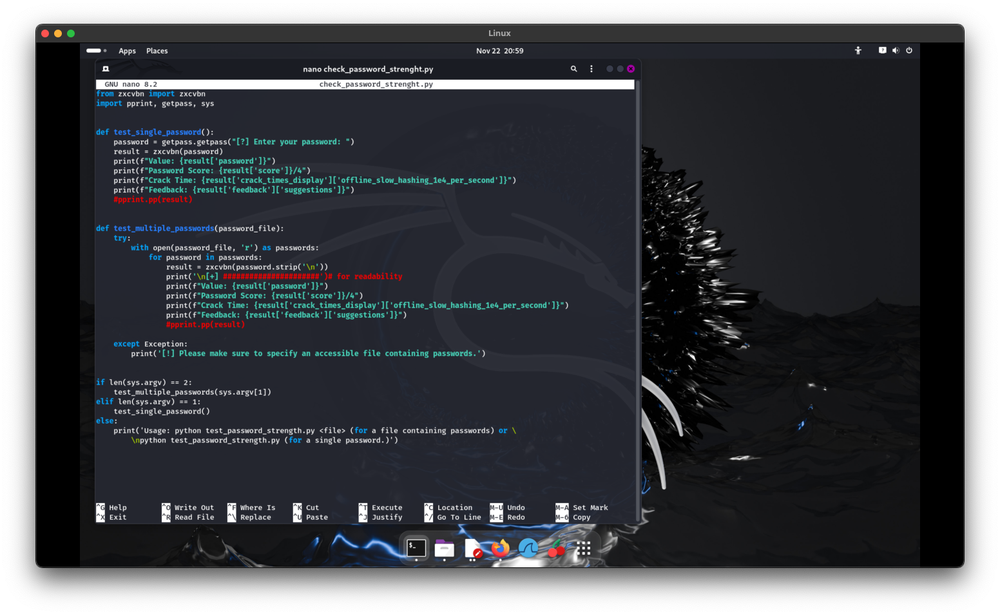 Linux
Apps Places Nov 22 20:59
nano check_password_strenght.py
GNU nano 8.2 check_password_strenght.py
from zxcvbn import zxcvbn
import pprint, getpass, sys
def test_single_password():
    password = getpass.getpass("[?] Enter your password: ")
    result = zxcvbn(password)
    print(f"Value: {result['password']}")
    print(f"Password Score: {result['score']}/4")
    print(f"Crack Time: {result['crack_times_display']['offline_slow_hashing_1e4_per_second']}")
    print(f"Feedback: {result['feedback']['suggestions']}")
    #pprint.pp(result)
def test_multiple_passwords(password_file):
    try:
        with open(password_file, 'r') as passwords:
            for password in passwords:
                result = zxcvbn(password.strip('\n'))
                print('\n[+] ######################')# for readability
                print(f"Value: {result['password']}")
                print(f"Password Score: {result['score']}/4")
                print(f"Crack Time: {result['crack_times_display']['offline_slow_hashing_1e4_per_second']}")
                print(f"Feedback: {result['feedback']['suggestions']}")
                #pprint.pp(result)
    except Exception:
        print('[!] Please make sure to specify an accessible file containing passwords.')
if len(sys.argv) == 2:
    test_multiple_passwords(sys.argv[1])
elif len(sys.argv) == 1:
    test_single_password()
else:
    print('Usage: python test_password_strength.py <file> (for a file containing passwords) or \
        \npython test_password_strength.py (for a single password.)')
^G Help ^O Write Out ^F Where Is ^K Cut ^T Execute ^C Location M-U Undo M-A Set Mark
^X Exit ^R Read File ^\ Replace ^U Paste ^J Justify ^/ Go To Line M-E Redo M-6 Copy
$_